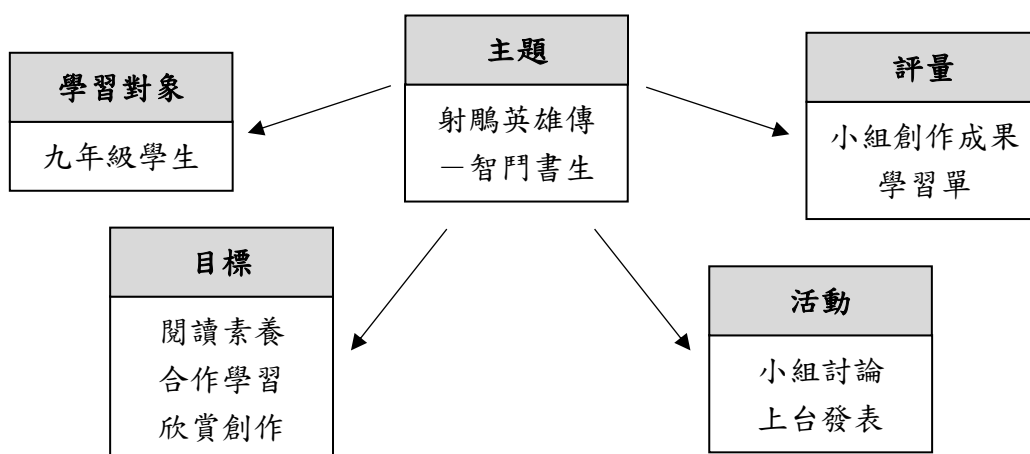 主題
射鵰英雄傳
－智鬥書生
學習對象
九年級學生
評量
小組創作成果
學習單
目標
閱讀素養
合作學習
欣賞創作
活動
小組討論
上台發表